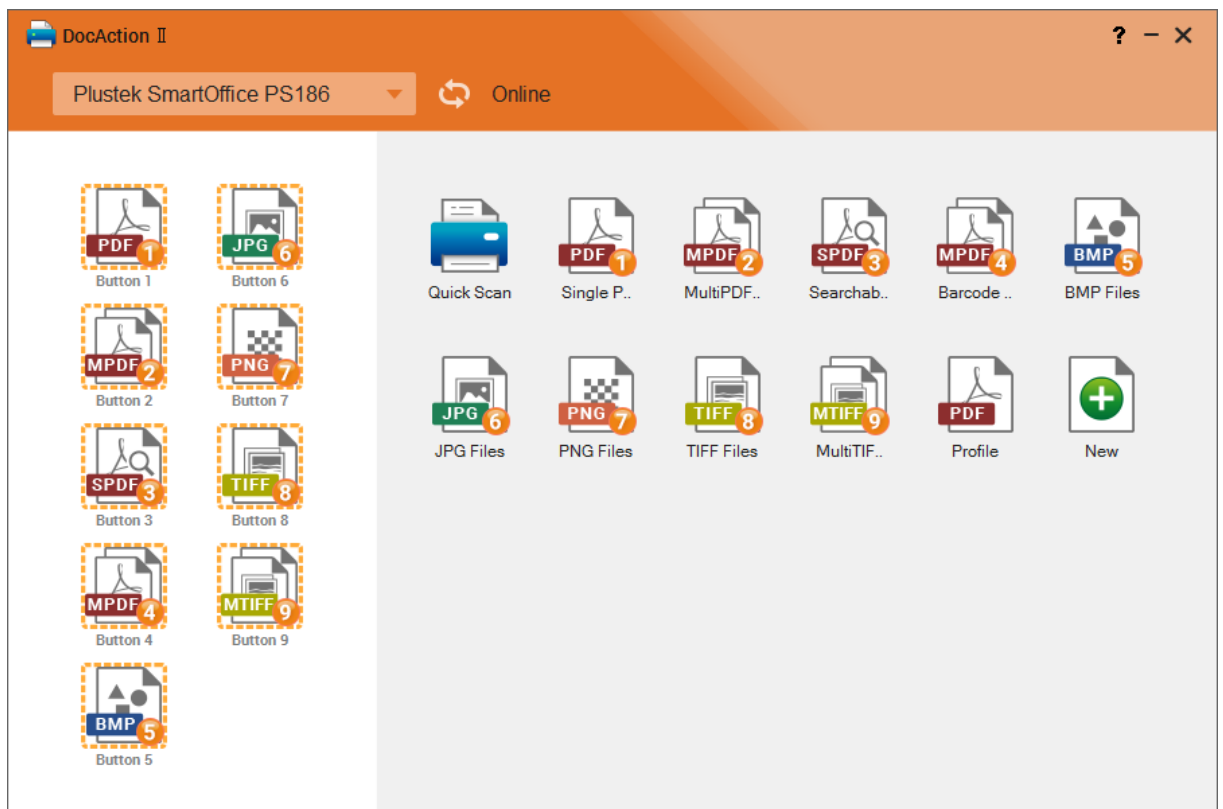 DocAction II
? – ×
Plustek SmartOffice PS186
Online
PDF 1
Button 1
JPG 6
Button 6
MPDF 2
Button 2
PNG 7
Button 7
SPDF 3
Button 3
TIFF 8
Button 8
MPDF 4
Button 4
MTIFF 9
Button 9
BMP 5
Button 5
Quick Scan
PDF 1
Single P..
MPDF 2
MultiPDF..
SPDF 3
Searchab..
MPDF 4
Barcode ..
BMP 5
BMP Files
JPG 6
JPG Files
PNG 7
PNG Files
TIFF 8
TIFF Files
MTIFF 9
MultiTIF..
PDF
Profile
New